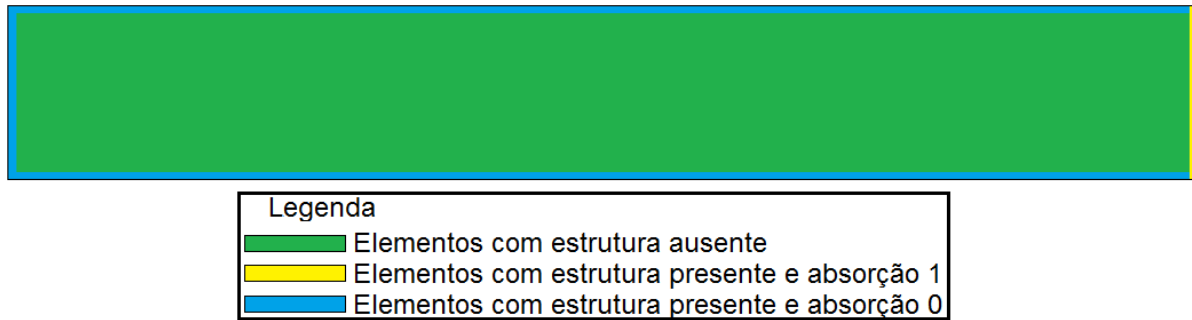 Legenda
Elementos com estrutura ausente
Elementos com estrutura presente e absorção 1
Elementos com estrutura presente e absorção 0